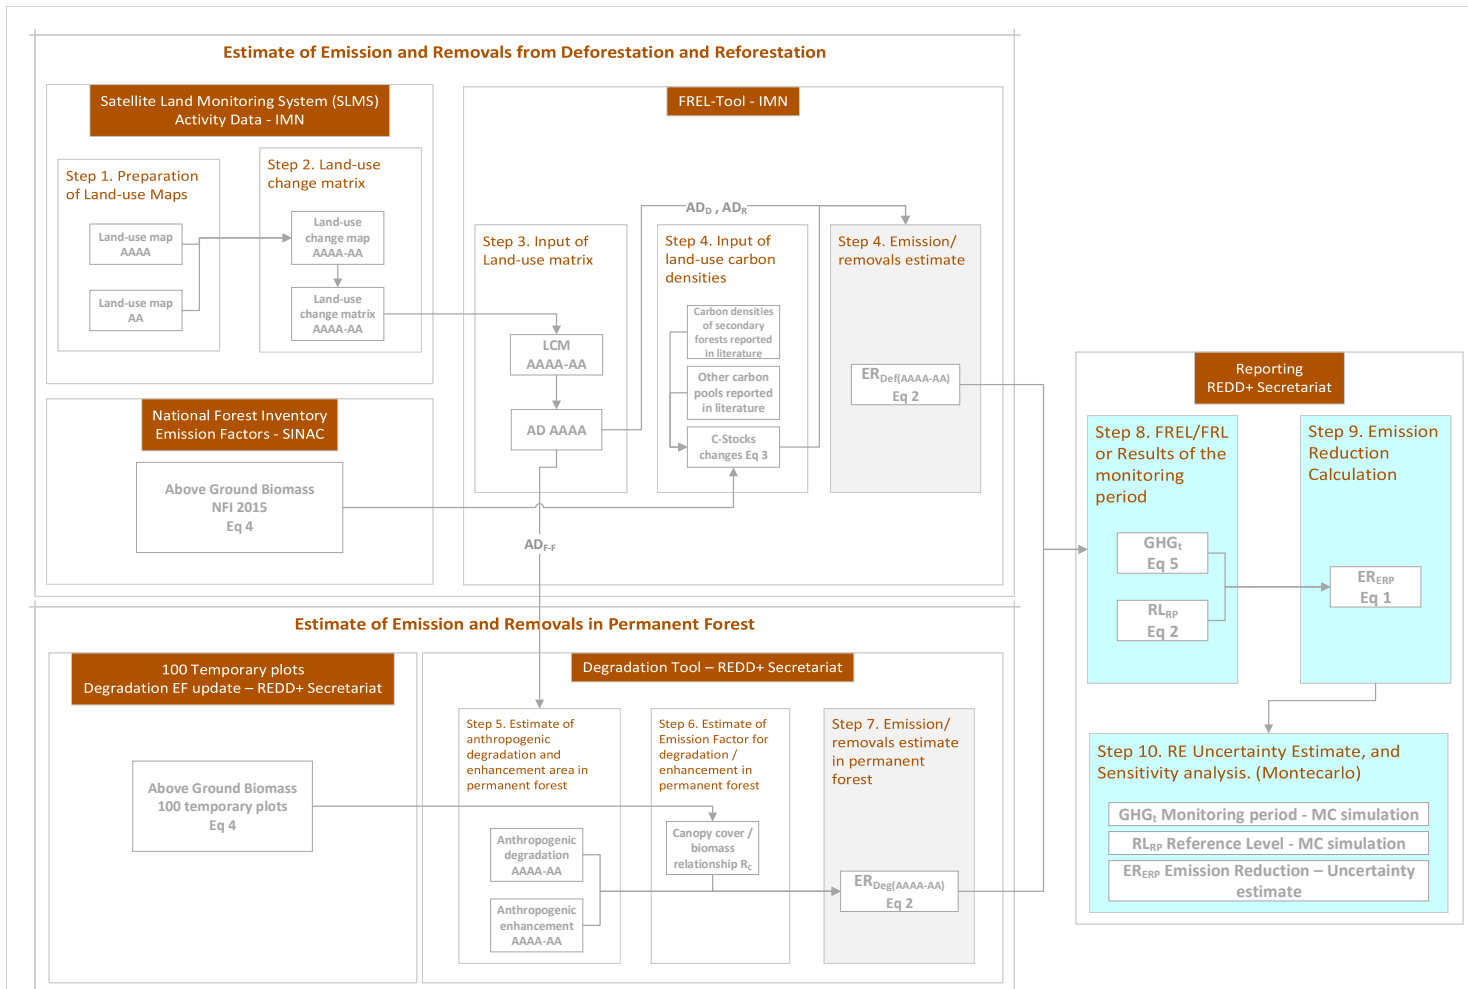 Estimate of Emission and Removals from Deforestation and Reforestation
Satellite Land Monitoring System (SLMS)
Activity Data - IMN
Step 1. Preparation
of Land-use Maps
Land-use map
AAAA
Land-use map
AA
Step 2. Land-use
change matrix
Land-use
change map
AAAA-AA
Land-use
change matrix
AAAA-AA
National Forest Inventory
Emission Factors - SINAC
Above Ground Biomass
NFI 2015
Eq 4
FREL-Tool - IMN
Step 3. Input of
Land-use matrix
LCM
AAAA-AA
AD AAAA
AD_D , AD_R
Step 4. Input of
land-use carbon
densities
Carbon densities
of secondary
forests reported
in literature
Other carbon
pools reported
in literature
C-Stocks
changes Eq 3
Step 4. Emission/
removals estimate
ER_Def(AAAA-AA)
Eq 2
AD_F-F
Estimate of Emission and Removals in Permanent Forest
100 Temporary plots
Degradation EF update – REDD+ Secretariat
Above Ground Biomass
100 temporary plots
Eq 4
Degradation Tool – REDD+ Secretariat
Step 5. Estimate of
anthropogenic
degradation and
enhancement area in
permanent forest
Anthropogenic
degradation
AAAA-AA
Anthropogenic
enhancement
AAAA-AA
Step 6. Estimate of
Emission Factor for
degradation /
enhancement in
permanent forest
Canopy cover /
biomass
relationship R_C
Step 7. Emission/
removals estimate
in permanent
forest
ER_Deg(AAAA-AA)
Eq 2
Reporting
REDD+ Secretariat
Step 8. FREL/FRL
or Results of the
monitoring
period
GHG_t
Eq 5
RL_RP
Eq 2
Step 9. Emission
Reduction
Calculation
ER_ERP
Eq 1
Step 10. RE Uncertainty Estimate, and
Sensitivity analysis. (Montecarlo)
GHG_t Monitoring period - MC simulation
RL_RP Reference Level - MC simulation
ER_ERP Emission Reduction – Uncertainty
estimate